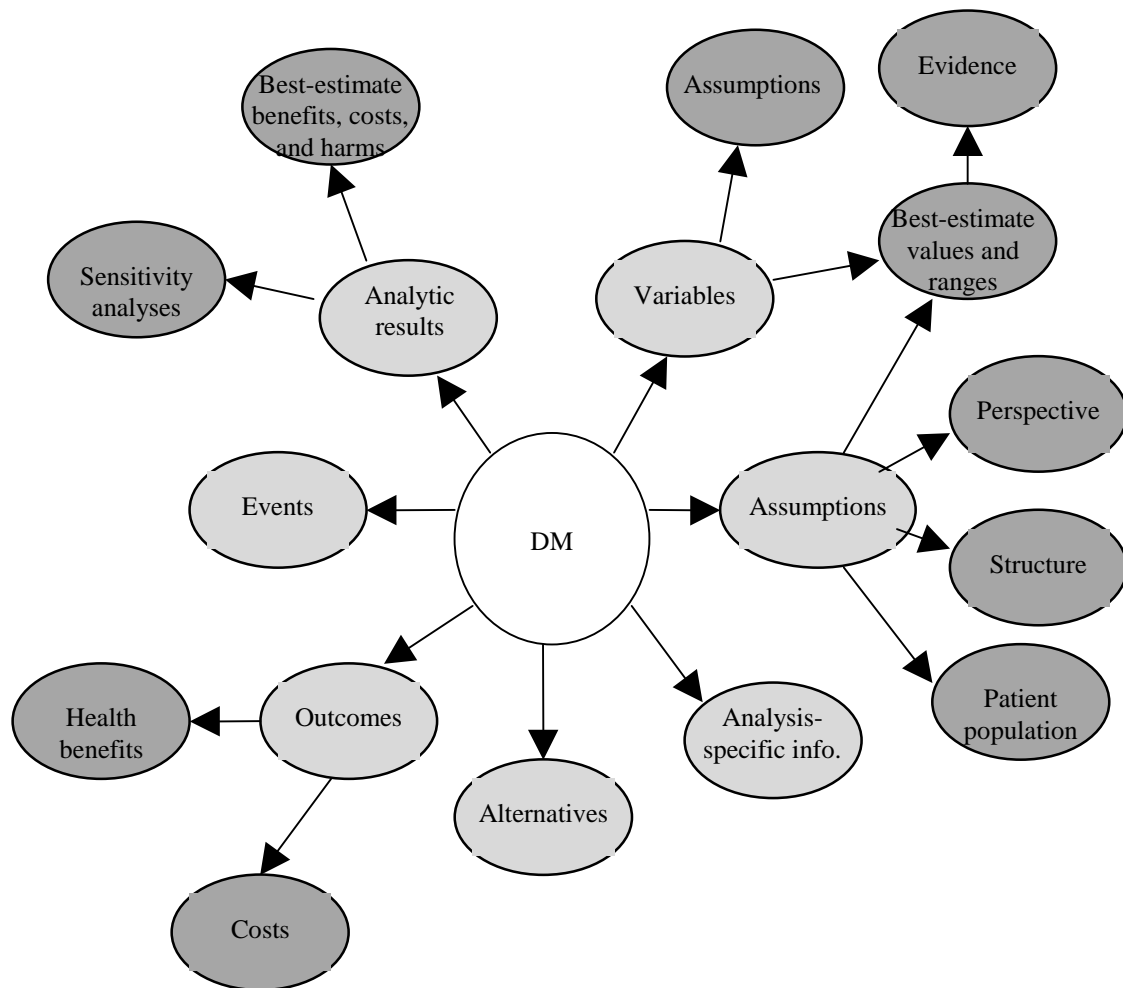 Evidence
Assumptions
Best-estimate
benefits, costs,
and harms
Best-estimate
values and
ranges
Sensitivity
analyses
Analytic
results
Variables
Perspective
Events
DM
Assumptions
Structure
Health
benefits
Outcomes
Analysis-
specific info.
Patient
population
Alternatives
Costs